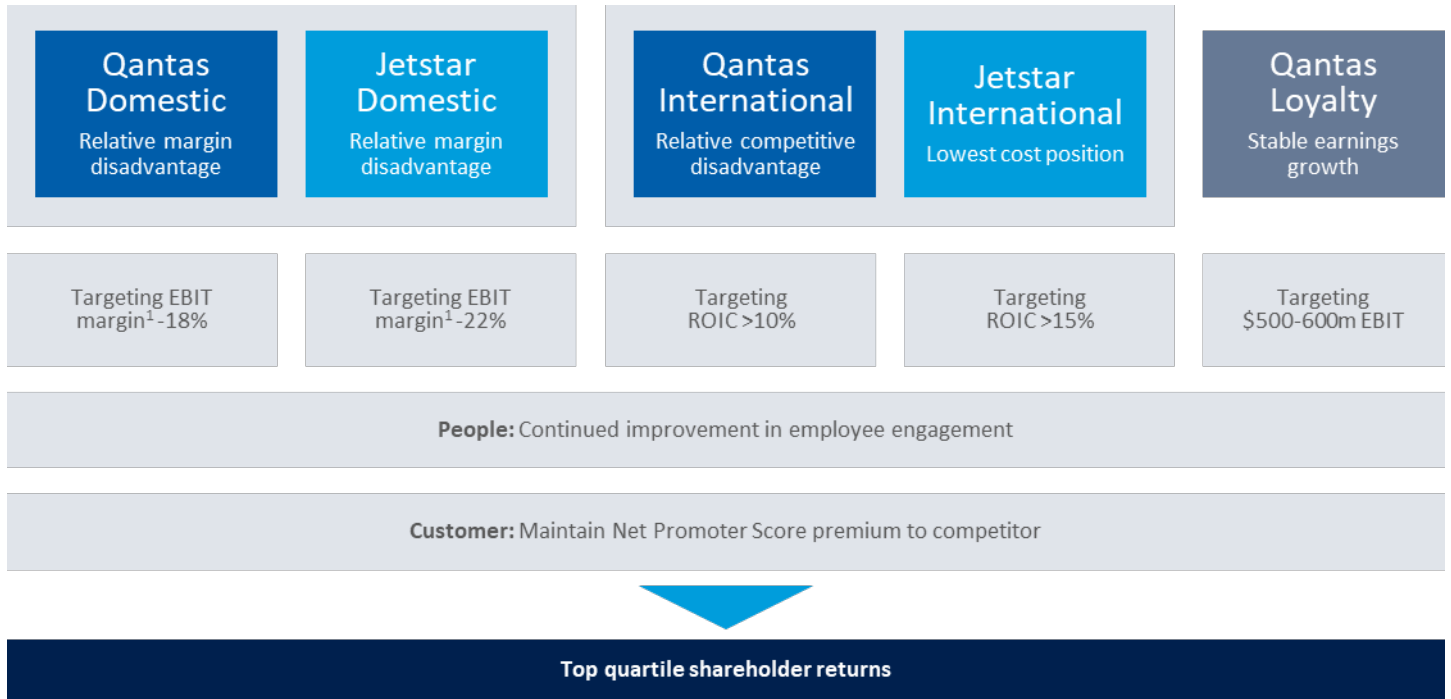 Qantas
Domestic
Relative margin
disadvantage
Jetstar
Domestic
Relative margin
disadvantage
Qantas
International
Relative competitive
disadvantage
Jetstar
International
Lowest cost position
Qantas
Loyalty
Stable earnings
growth
Targeting EBIT
margin¹-18%
Targeting EBIT
margin¹-22%
Targeting
ROIC >10%
Targeting
ROIC >15%
Targeting
$500-600m EBIT
People: Continued improvement in employee engagement
Customer: Maintain Net Promoter Score premium to competitor
Top quartile shareholder returns